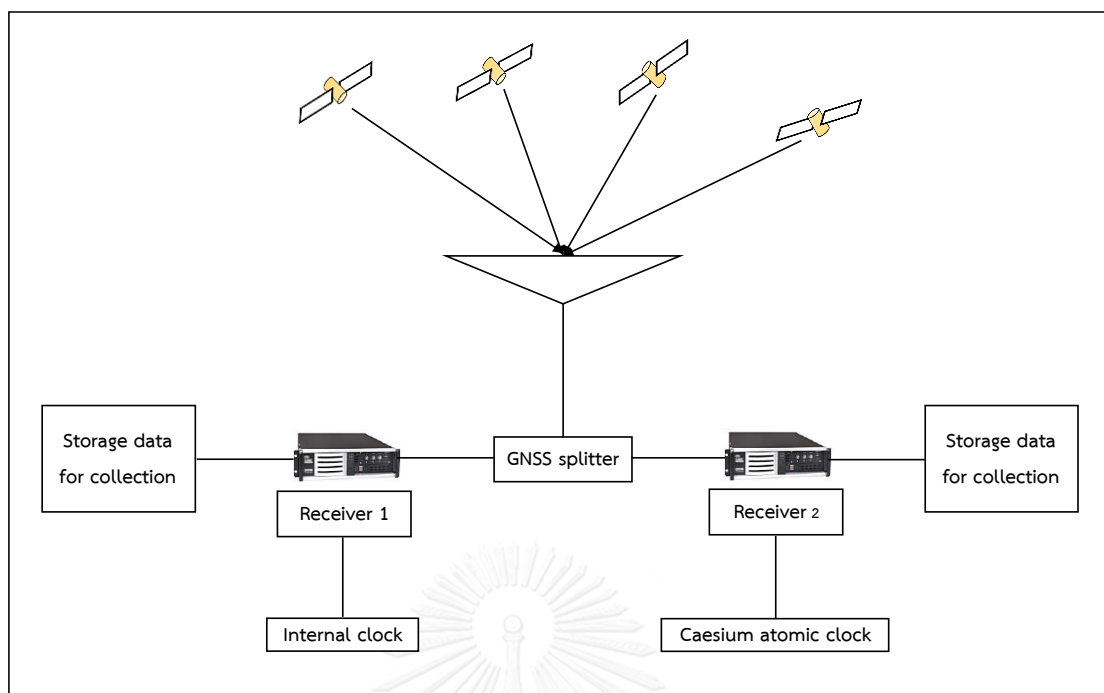 Storage data
for collection
GNSS splitter
Storage data
for collection
Receiver 1
Receiver 2
Internal clock
Caesium atomic clock